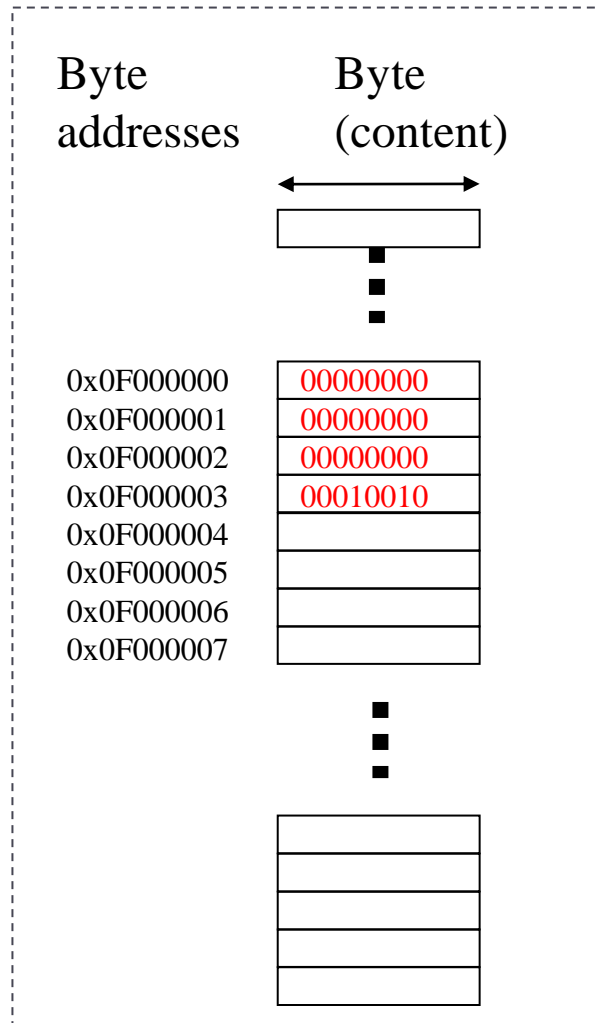 Byte addresses
Byte (content)
0x0F000000 00000000
0x0F000001 00000000
0x0F000002 00000000
0x0F000003 00010010
0x0F000004
0x0F000005
0x0F000006
0x0F000007